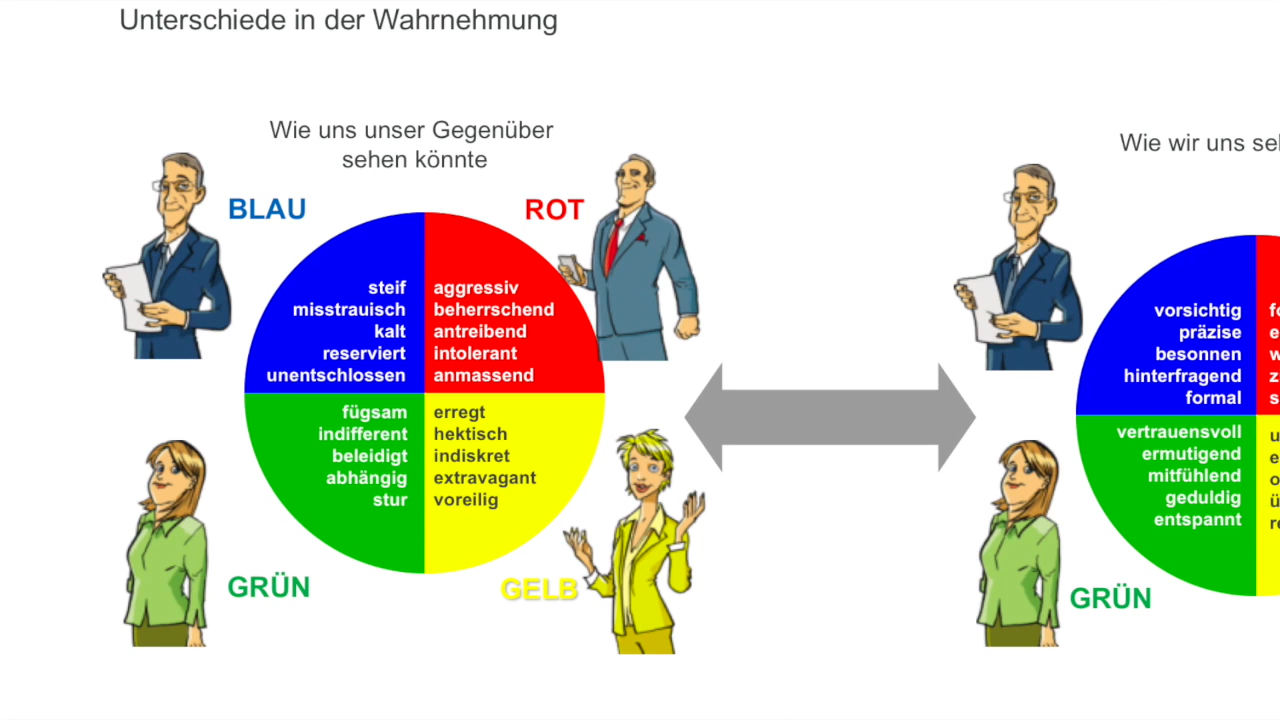 Unterschiede in der Wahrnehmung
Wie uns unser Gegenüber
sehen könnte
BLAU
ROT
steif
misstrauisch
kalt
reserviert
unentschlossen
aggressiv
beherrschend
antreibend
intolerant
anmassend
fügsam
indifferent
beleidigt
abhängig
stur
erregt
hektisch
indiskret
extravagant
voreilig
GRÜN
GELB
Wie wir uns
vorsichtig
präzise
besonnen
hinterfragend
formal
vertrauensvoll
ermutigend
mitfühlend
geduldig
entspannt
GRÜN